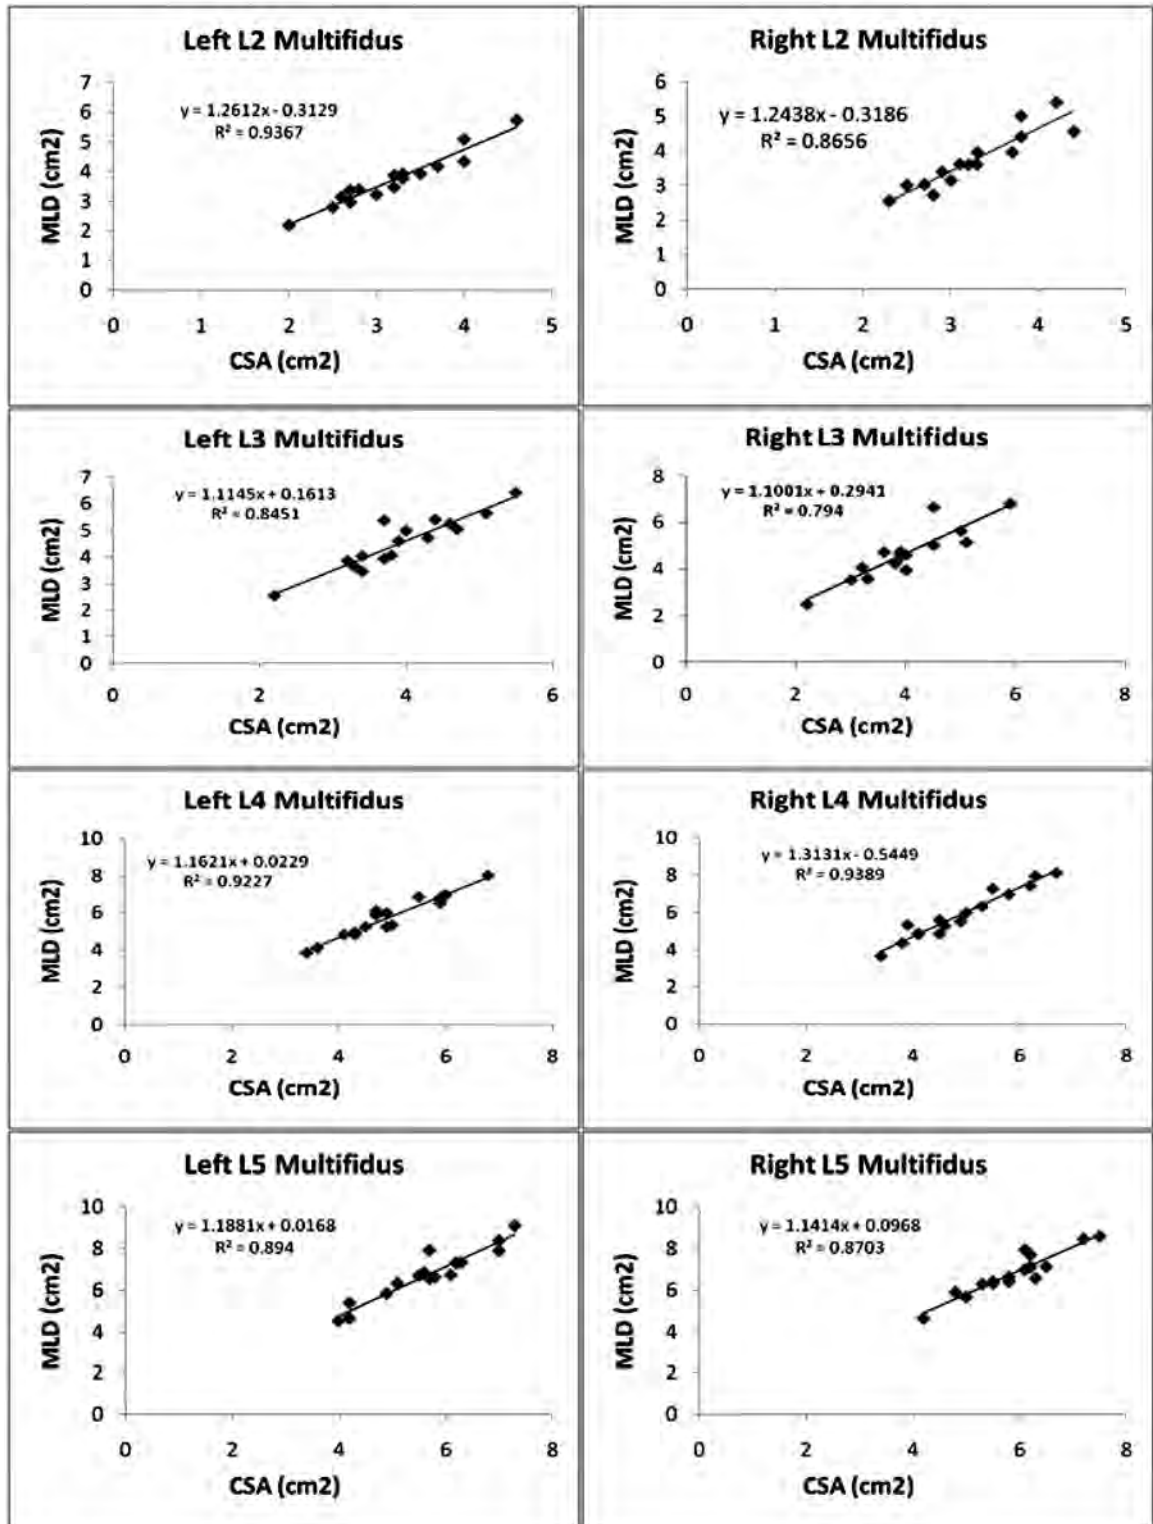 Left L2 Multifidus
y = 1.2612x - 0.3129
R² = 0.9367
MLD (cm2)
7
6
5
4
3
2
1
0
0 1 2 3 4 5
CSA (cm2)
Right L2 Multifidus
y = 1.2438x - 0.3186
R² = 0.8656
MLD (cm2)
6
5
4
3
2
1
0
0 1 2 3 4 5
CSA (cm2)
Left L3 Multifidus
y = 1.1145x + 0.1613
R² = 0.8451
MLD (cm2)
7
6
5
4
3
2
1
0
0 2 4 6
CSA (cm2)
Right L3 Multifidus
y = 1.1001x + 0.2941
R² = 0.794
MLD (cm2)
8
6
4
2
0
0 2 4 6 8
CSA (cm2)
Left L4 Multifidus
y = 1.1621x + 0.0229
R² = 0.9227
MLD (cm2)
10
8
6
4
2
0
0 2 4 6 8
CSA (cm2)
Right L4 Multifidus
y = 1.3131x - 0.5449
R² = 0.9389
MLD (cm2)
10
8
6
4
2
0
0 2 4 6 8
CSA (cm2)
Left L5 Multifidus
y = 1.1881x + 0.0168
R² = 0.894
MLD (cm2)
10
8
6
4
2
0
0 2 4 6 8
CSA (cm2)
Right L5 Multifidus
y = 1.1414x + 0.0968
R² = 0.8703
MLD (cm2)
10
8
6
4
2
0
0 2 4 6 8
CSA (cm2)